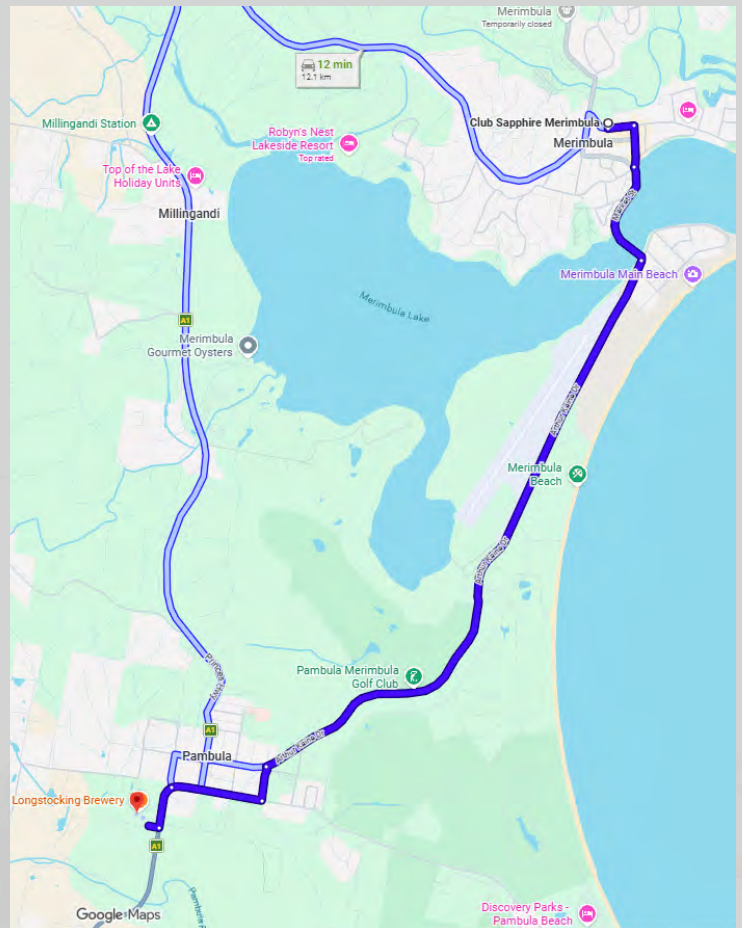 Merimbula
Temporarily closed
12 min
12.1 km
Club Sapphire Merimbula
Merimbula
Millingandi Station
Robyn's Nest
Lakeside Resort
Top rated
Top of the Lake
Holiday Units
Millingandi
Merimbula Main Beach
Merimbula Lake
A1
Merimbula
Gourmet Oysters
Merimbula
Beach
Princes Hwy
Pambula Merimbula
Golf Club
A1
Pambula
Longstocking Brewery
A1
Google Maps
Discovery Parks -
Pambula Beach